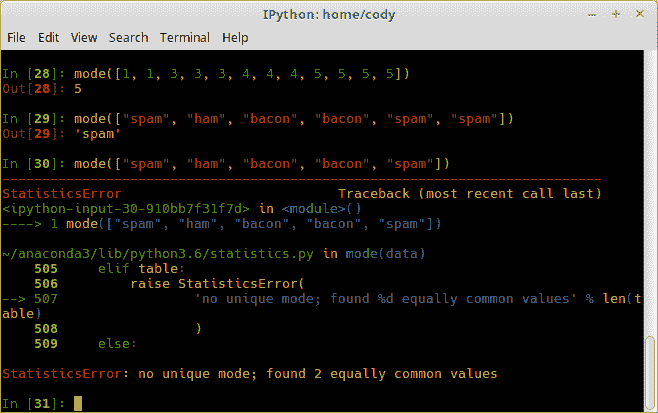 IPython: home/cody
File Edit View Search Terminal Help
In [28]: mode([1, 1, 3, 3, 3, 4, 4, 4, 5, 5, 5, 5])
Out[28]: 5
In [29]: mode(["spam", "ham", "bacon", "bacon", "spam", "spam"])
Out[29]: 'spam'
In [30]: mode(["spam", "ham", "bacon", "bacon", "spam"])
---------------------------------------------------------------------------
StatisticsError                           Traceback (most recent call last)
<ipython-input-30-910bb7f31f7d> in <module>()
----> 1 mode(["spam", "ham", "bacon", "bacon", "spam"])
~/anaconda3/lib/python3.6/statistics.py in mode(data)
    505     elif table:
    506         raise StatisticsError(
--> 507                 'no unique mode; found %d equally common values' % len(t
able)
    508                 )
    509     else:
StatisticsError: no unique mode; found 2 equally common values
In [31]: